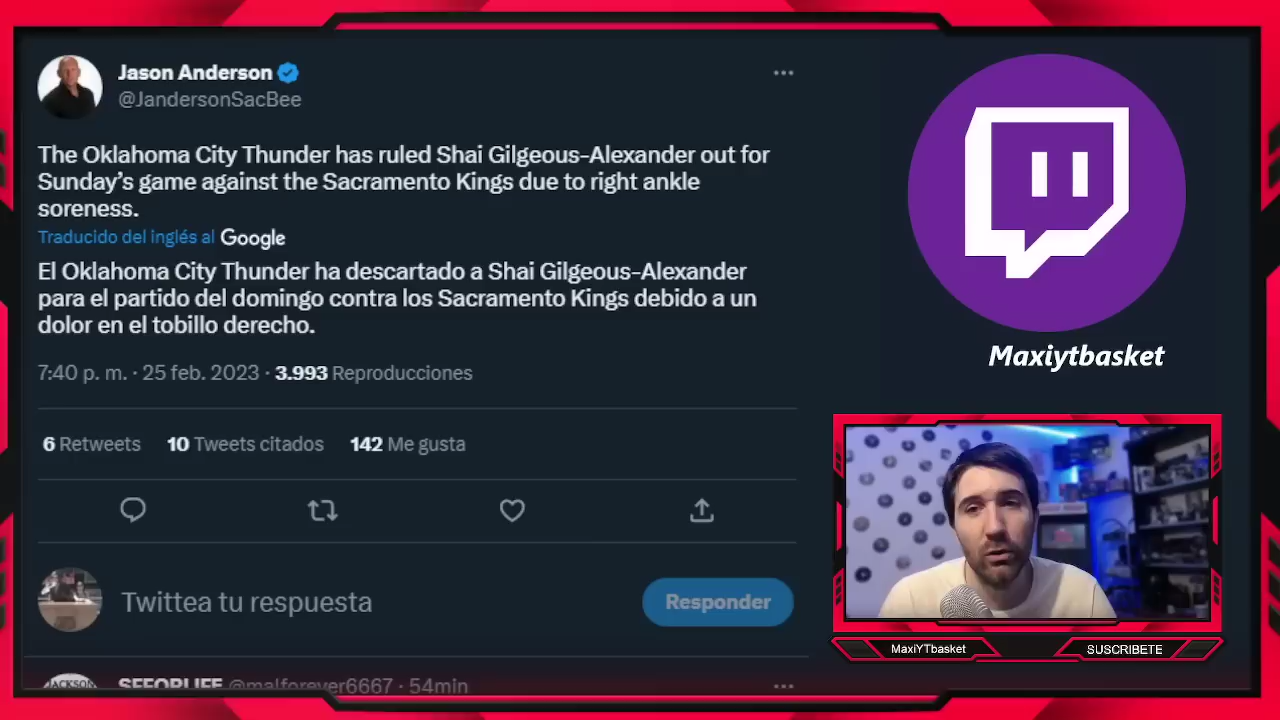 Jason Anderson
@JandersonSacBee
The Oklahoma City Thunder has ruled Shai Gilgeous-Alexander out for
Sunday's game against the Sacramento Kings due to right ankle
soreness.
Traducido del inglés al Google
El Oklahoma City Thunder ha descartado a Shai Gilgeous-Alexander
para el partido del domingo contra los Sacramento Kings debido a un
dolor en el tobillo derecho.
7:40 p. m. · 25 feb. 2023 · 3.993 Reproducciones
6 Retweets 10 Tweets citados 142 Me gusta
Twittea tu respuesta
Responder
@malforever6667 · 54min
Maxiytbasket
MaxiYTbasket
SUSCRIBETE